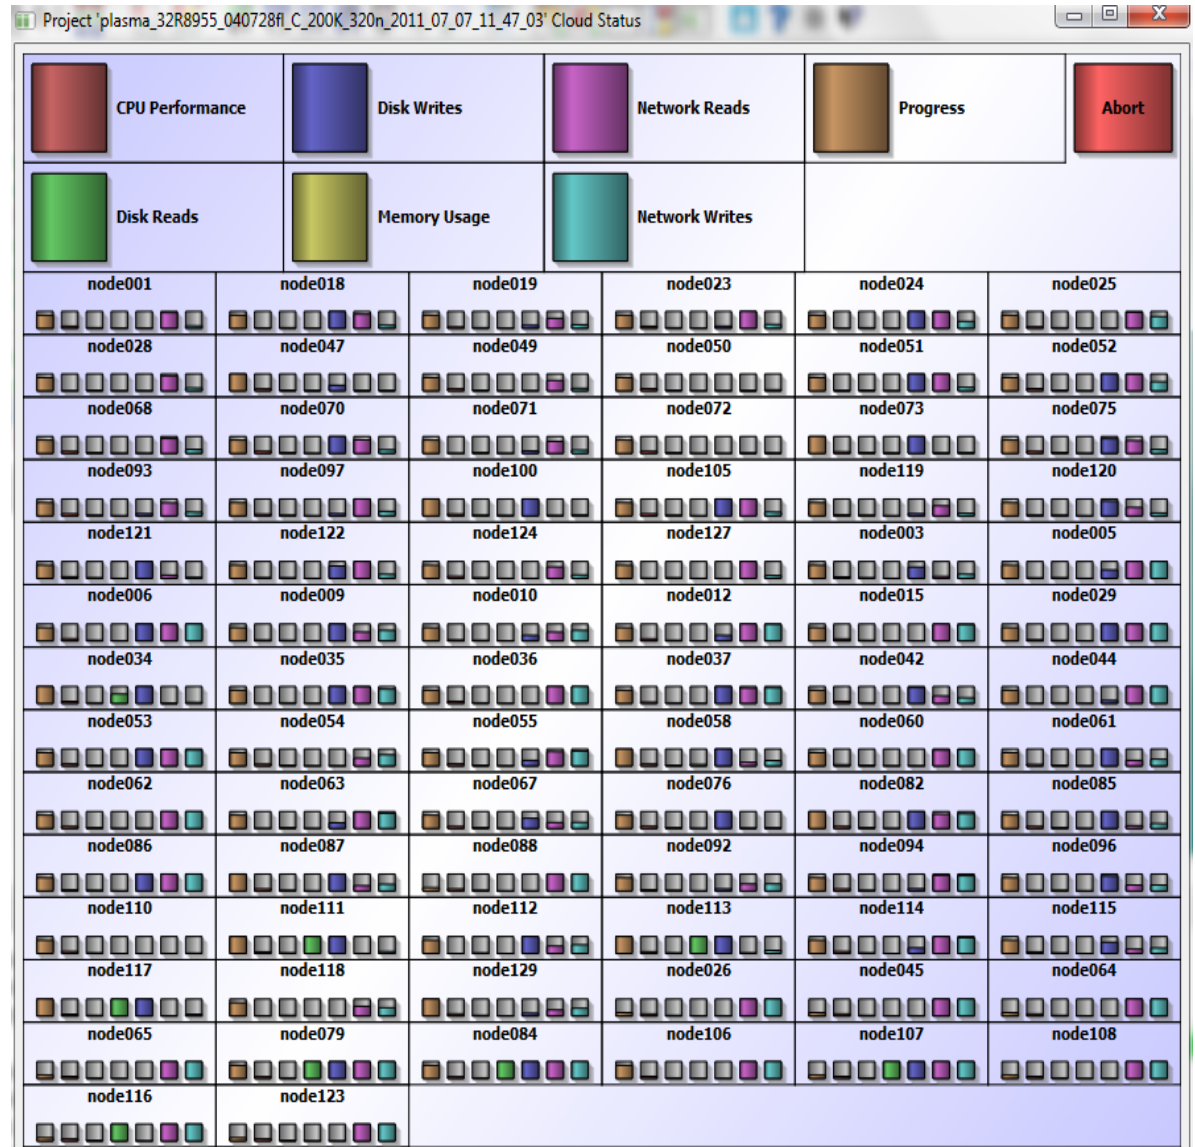 Project 'plasma_32R8955_040728fl_C_200K_320n_2011_07_07_11_47_03' Cloud Status
CPU Performance Disk Writes Network Reads Progress Abort
Disk Reads Memory Usage Network Writes
node001 node018 node019 node023 node024 node025
node028 node047 node049 node050 node051 node052
node068 node070 node071 node072 node073 node075
node093 node097 node100 node105 node119 node120
node121 node122 node124 node127 node003 node005
node006 node009 node010 node012 node015 node029
node034 node035 node036 node037 node042 node044
node053 node054 node055 node058 node060 node061
node062 node063 node067 node076 node082 node085
node086 node087 node088 node092 node094 node096
node110 node111 node112 node113 node114 node115
node117 node118 node129 node026 node045 node064
node065 node079 node084 node106 node107 node108
node116 node123